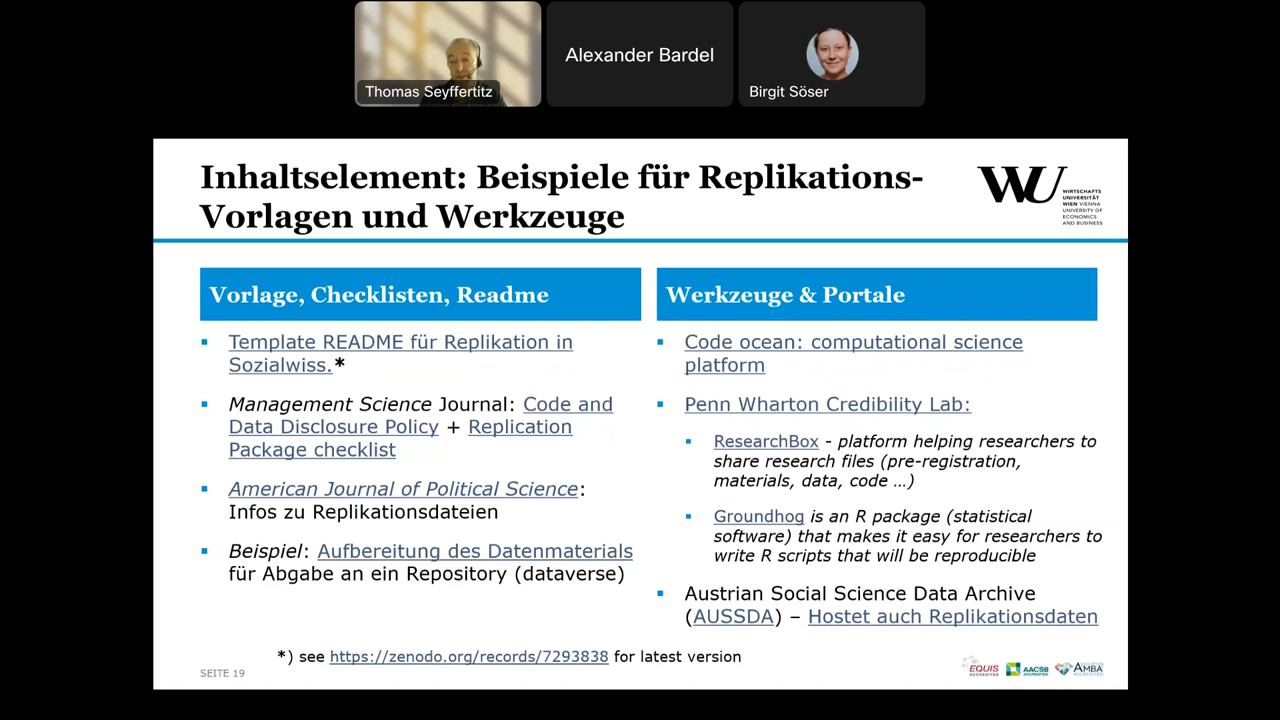 Thomas Seyffertitz
Alexander Bardel
Birgit Söser
Inhaltselement: Beispiele für Replikations-
Vorlagen und Werkzeuge
WU
WIRTSCHAFTS
UNIVERSITÄT
WIEN VIENNA
UNIVERSITY OF
ECONOMICS
AND BUSINESS
Vorlage, Checklisten, Readme
Template README für Replikation in
Sozialwiss.*
Management Science Journal: Code and
Data Disclosure Policy + Replication
Package checklist
American Journal of Political Science:
Infos zu Replikationsdateien
Beispiel: Aufbereitung des Datenmaterials
für Abgabe an ein Repository (dataverse)
Werkzeuge & Portale
Code ocean: computational science
platform
Penn Wharton Credibility Lab:
ResearchBox - platform helping researchers to
share research files (pre-registration,
materials, data, code …)
Groundhog is an R package (statistical
software) that makes it easy for researchers to
write R scripts that will be reproducible
Austrian Social Science Data Archive
(AUSSDA) – Hostet auch Replikationsdaten
*) see https://zenodo.org/records/7293838 for latest version
SEITE 19
EQUIS
ACCREDITED
AACSB
ACCREDITED
AMBA
ACCREDITED